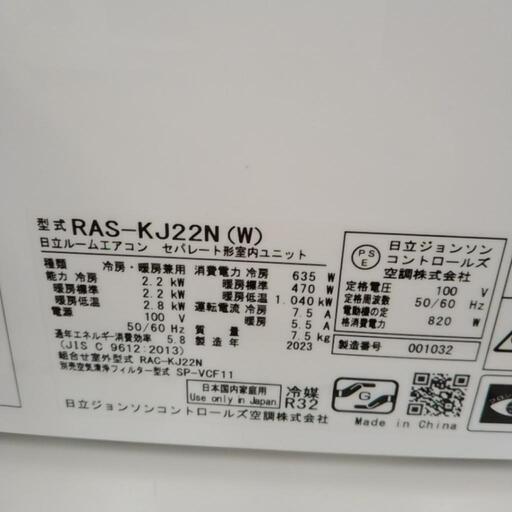 型式 RAS-KJ22N(W)
日立ルームエアコン セパレート形室内ユニット
種類 冷房・暖房兼用
能力 冷房 2.2 kW
暖房標準 2.2 kW
暖房低温 2.8 kW
電源 100 V
50/60 Hz
通年エネルギー消費効率 5.8
(JIS C 9612:2013)
消費電力 冷房 635 W
暖房標準 470 W
暖房低温 1.040 kW
運転電流 冷房 7.5 A
暖房 5.5 A
質量 7.5 kg
製造年 2023
組合せ室外型式 RAC-KJ22N
別売空気清浄フィルター型式 SP-VCF11
PS
E
日立ジョンソン
コントロールズ
空調株式会社
定格電圧 100 V
定格周波数 50/60 Hz
電動機の定
格消費電力 820 W
製造番号 001032
日本国内家庭用
Use only in Japan
冷媒
R32
G
Made in China
日立ジョンソンコントロールズ空調株式会社